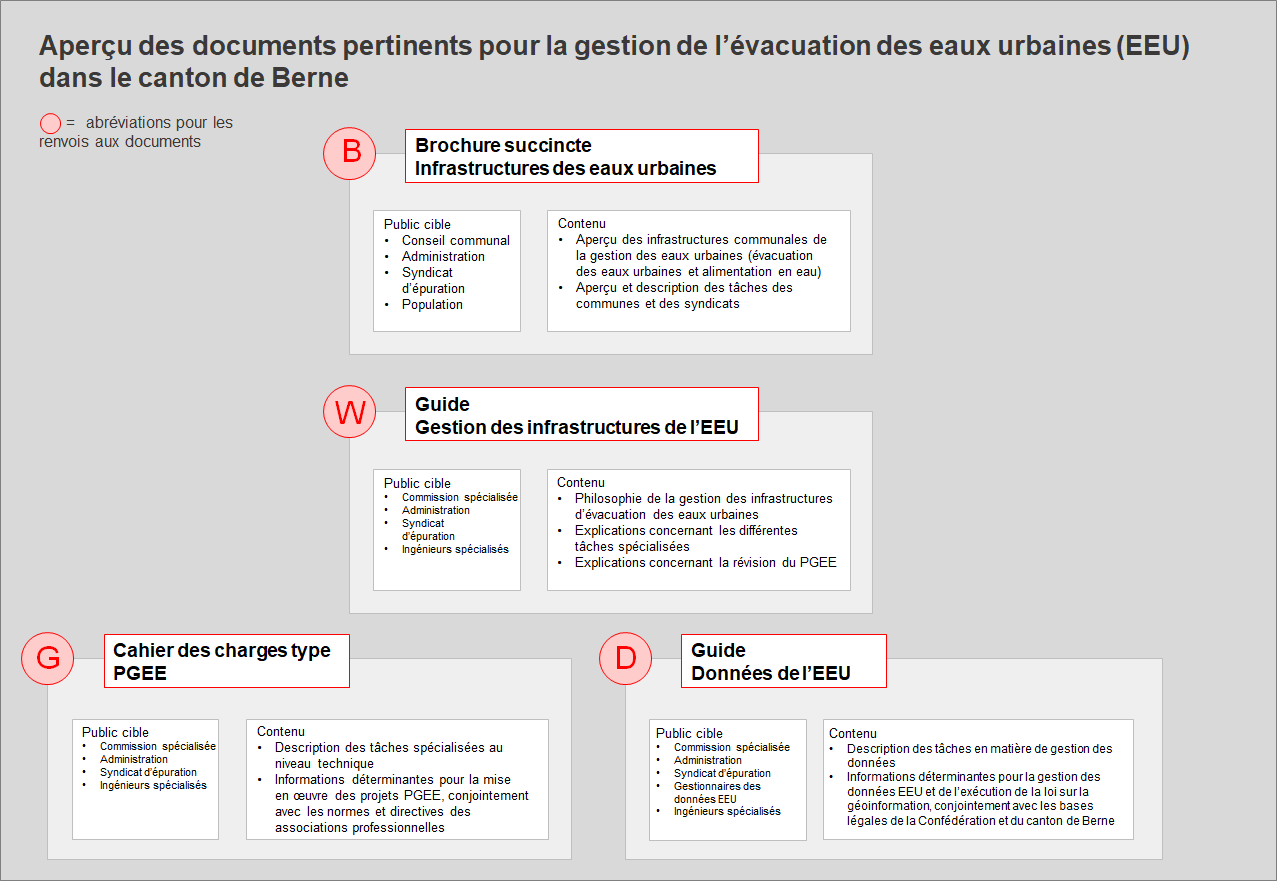 Aperçu des documents pertinents pour la gestion de l’évacuation des eaux urbaines (EEU)
dans le canton de Berne
= abréviations pour les
renvois aux documents
B
Brochure succincte
Infrastructures des eaux urbaines
Public cible
• Conseil communal
• Administration
• Syndicat
d’épuration
• Population
Contenu
• Aperçu des infrastructures communales de
la gestion des eaux urbaines (évacuation
des eaux urbaines et alimentation en eau)
• Aperçu et description des tâches des
communes et des syndicats
W
Guide
Gestion des infrastructures de l’EEU
Public cible
• Commission spécialisée
• Administration
• Syndicat
d’épuration
• Ingénieurs spécialisés
Contenu
• Philosophie de la gestion des infrastructures
d’évacuation des eaux urbaines
• Explications concernant les différentes
tâches spécialisées
• Explications concernant la révision du PGEE
G
Cahier des charges type
PGEE
Public cible
• Commission spécialisée
• Administration
• Syndicat d’épuration
• Ingénieurs spécialisés
Contenu
• Description des tâches spécialisées au
niveau technique
• Informations déterminantes pour la mise
en œuvre des projets PGEE, conjointement
avec les normes et directives des
associations professionnelles
D
Guide
Données de l’EEU
Public cible
• Commission spécialisée
• Administration
• Syndicat d’épuration
• Gestionnaires des
données EEU
• Ingénieurs spécialisés
Contenu
• Description des tâches en matière de gestion des
données
• Informations déterminantes pour la gestion des
données EEU et de l’exécution de la loi sur la
géoinformation, conjointement avec les bases
légales de la Confédération et du canton de Berne